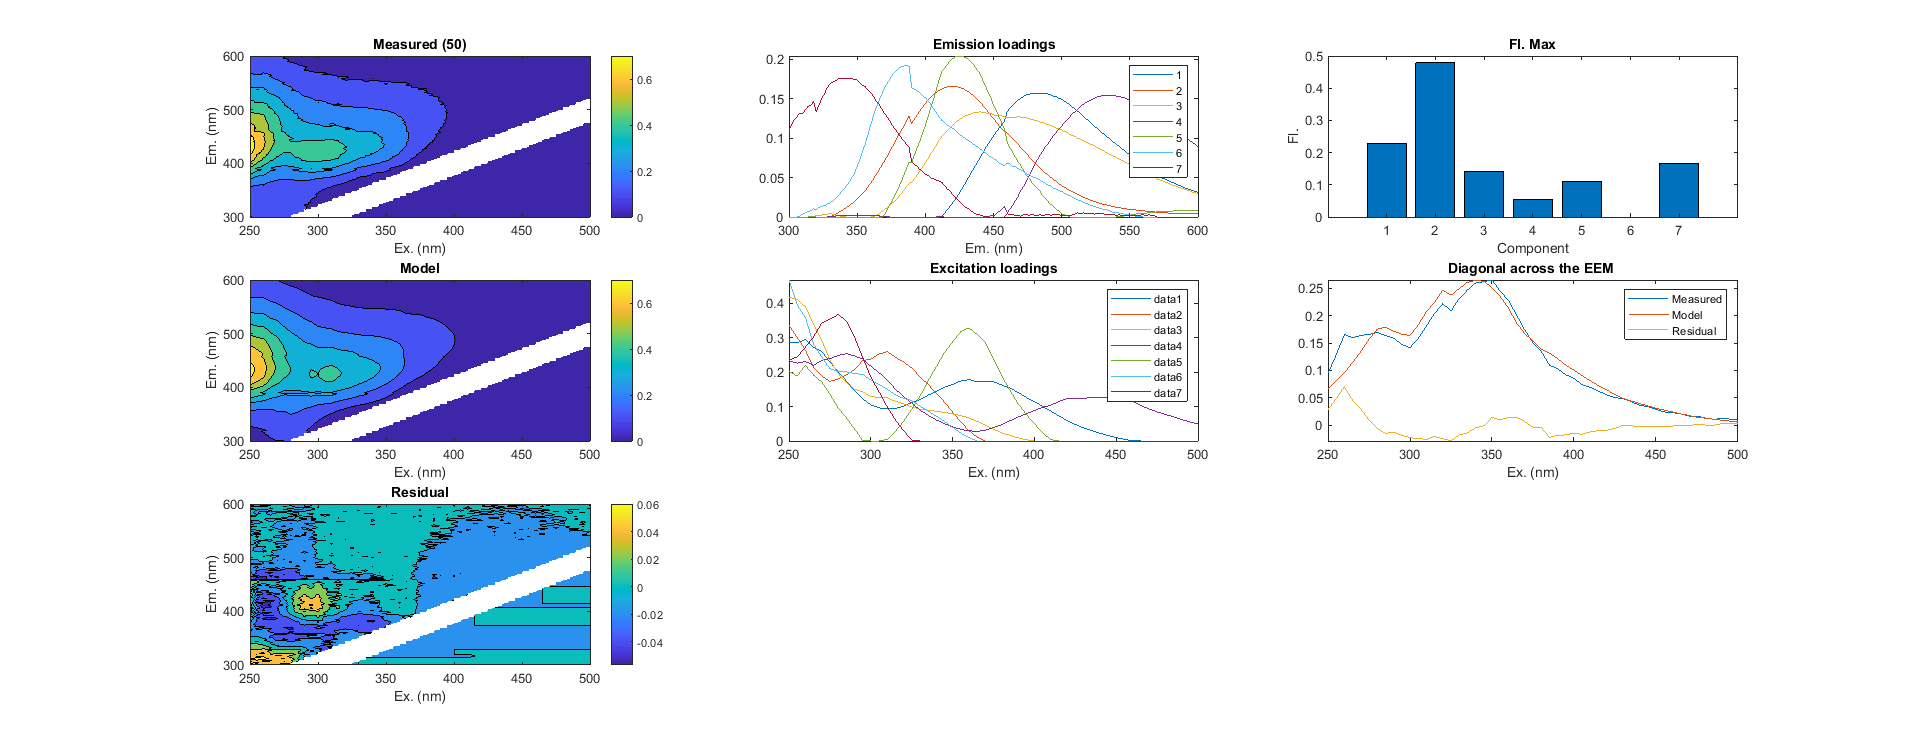 Measured (50)
600
500
400
300
250 300 350 400 450 500
Em. (nm)
Ex. (nm)
0.6
0.4
0.2
0
Emission loadings
0.2
0.15
0.1
0.05
0
300 350 400 450 500 550 600
Em. (nm)
1
2
3
4
5
6
7
Fl. Max
0.5
0.4
0.3
0.2
0.1
0
Fl.
1 2 3 4 5 6 7
Component
Model
600
500
400
300
250 300 350 400 450 500
Em. (nm)
Ex. (nm)
0.6
0.4
0.2
0
Excitation loadings
0.4
0.3
0.2
0.1
0
250 300 350 400 450 500
Ex. (nm)
data1
data2
data3
data4
data5
data6
data7
Diagonal across the EEM
0.25
0.2
0.15
0.1
0.05
0
250 300 350 400 450 500
Ex. (nm)
Measured
Model
Residual
Residual
600
500
400
300
250 300 350 400 450 500
Em. (nm)
Ex. (nm)
0.06
0.04
0.02
0
-0.02
-0.04